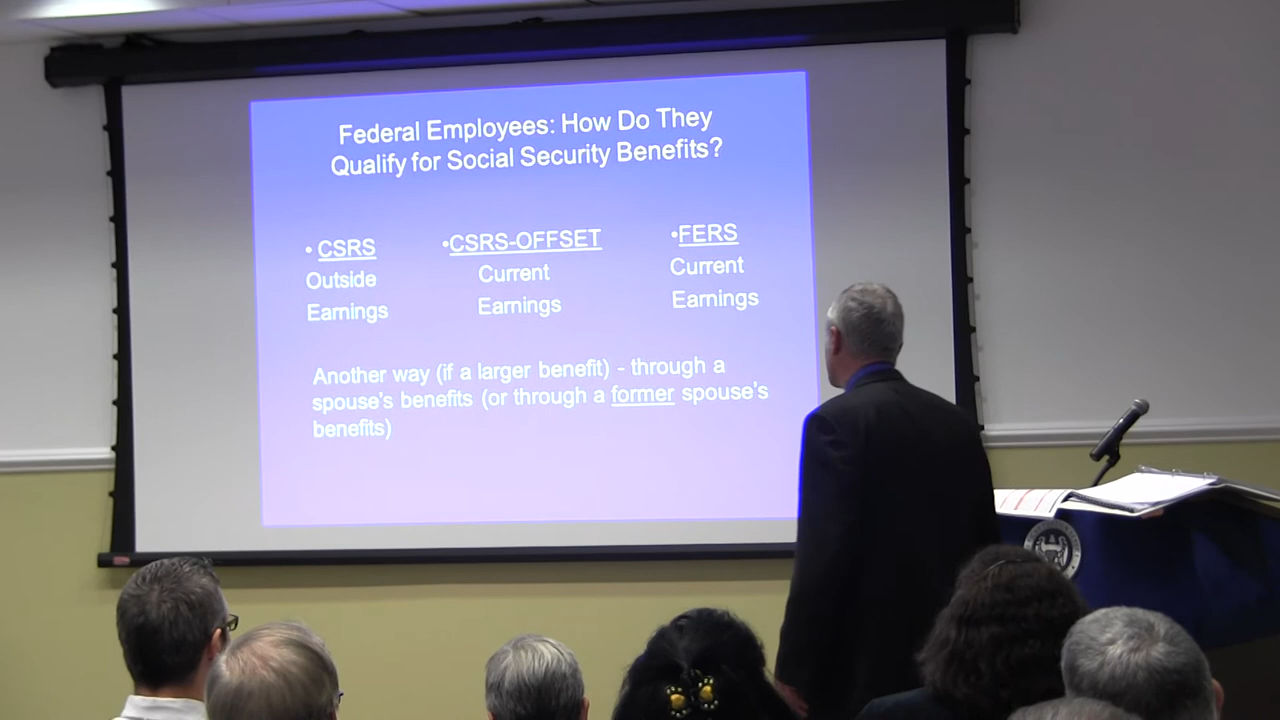 Federal Employees: How Do They
Qualify for Social Security Benefits?
• CSRS
Outside
Earnings
•CSRS-OFFSET
Current
Earnings
•FERS
Current
Earnings
Another way (if a larger benefit) - through a
spouse's benefits (or through a former spouse's
benefits)